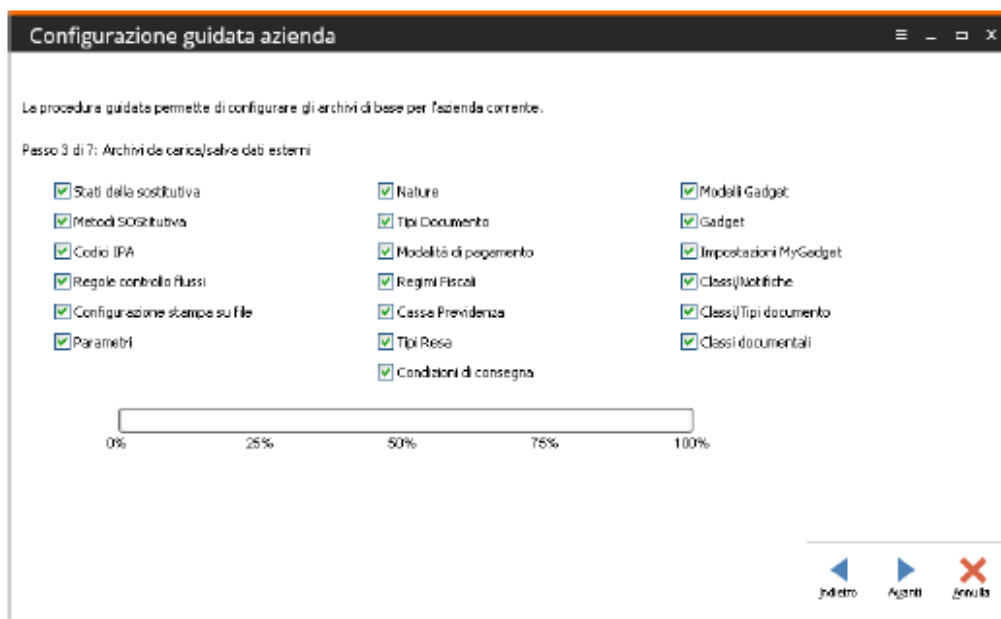 Configurazione guidata azienda
La procedura guidata permette di configurare gli archivi di base per l'azienda corrente.
Passo 3 di 7: Archivi da carica/salva dati esterni
Stati della sostitutiva
Nature
Modelli Gadget
Metodi SOStitutiva
Tipi Documento
Gadget
Codici IPA
Modalità di pagamento
Impostazioni MyGadget
Regole controllo flussi
Regimi Fiscali
Classi/Notifiche
Configurazione stampa su file
Cassa Previdenza
Classi/Tipi documento
Parametri
Tipi Resa
Classi documentali
Condizioni di consegna
0% 25% 50% 75% 100%
Indietro Avanti Annulla